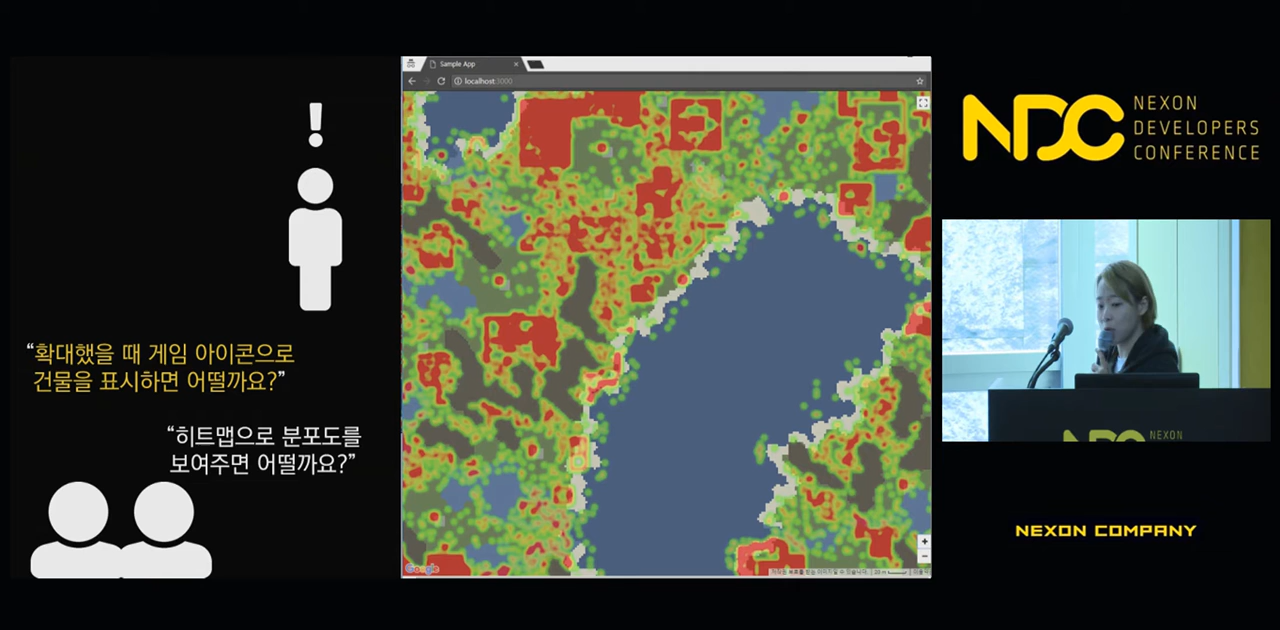 Sample App
localhost:3000
!
“확대했을 때 게임 아이콘으로
건물을 표시하면 어떨까요?”
“히트맵으로 분포도를
보여주면 어떨까요?”
Google
NDC
NEXON
DEVELOPERS
CONFERENCE
NDC
NEXON
NEXON COMPANY